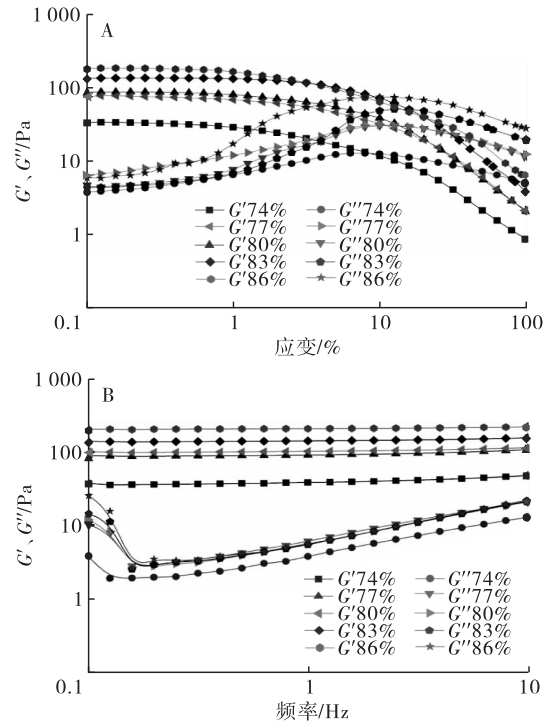 A
G′、G″/Pa
1 000
100
10
1
0.1
1
10
100
G′74% G″74%
G′77% G″77%
G′80% G″80%
G′83% G″83%
G′86% G″86%
应变/%
B
G′、G″/Pa
1 000
100
10
1
0.1
1
10
G′74% G″74%
G′77% G″77%
G′80% G″80%
G′83% G″83%
G′86% G″86%
频率/Hz